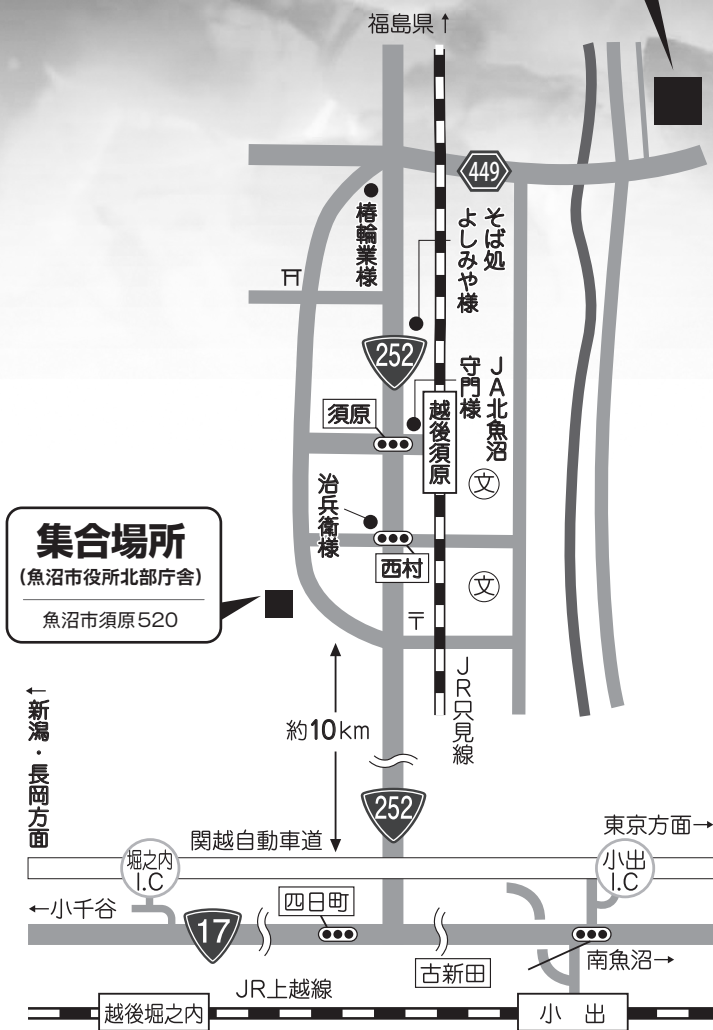 福島県↑
449
椿輪業様
そば処
よしみや様
252
JA北魚沼
守門様
須原
越後須原
文
治兵衛様
西村
文
集合場所
(魚沼市役所北部庁舎)
魚沼市須原520
〒
JR只見線
←新潟・長岡方面
約10km
252
関越自動車道
東京方面→
堀之内
I.C
小出
I.C
←小千谷
四日町
17
古新田
南魚沼→
JR上越線
越後堀之内
小出